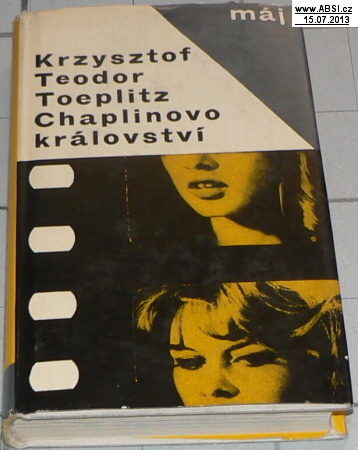 www.ABSI.cz
15.07.2013
máj
Krzysztof
Teodor
Toeplitz
Chaplinovo
království